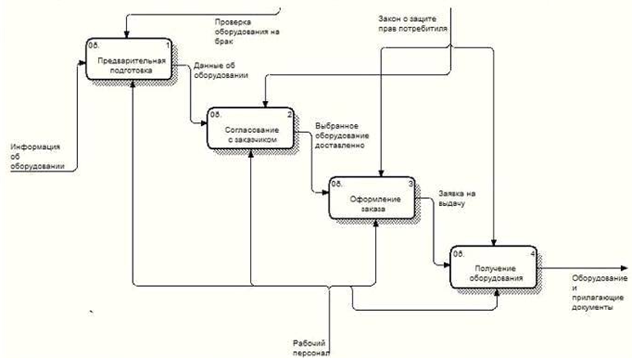 Проверка
оборудования на
брак
Закон о защите
прав потребитиля
0б. 1
Предварительная
подготовка
Данные об
оборудовании
0б. 2
Согласование
с заказчиком
Выбранное
оборудование
доставленно
Информация
об
оборудовании
0б. 3
Оформление
заказа
Заявка на
выдачу
0б. 4
Получение
оборудования
Оборудование
и
прилагающие
документы
Рабочий
персонал